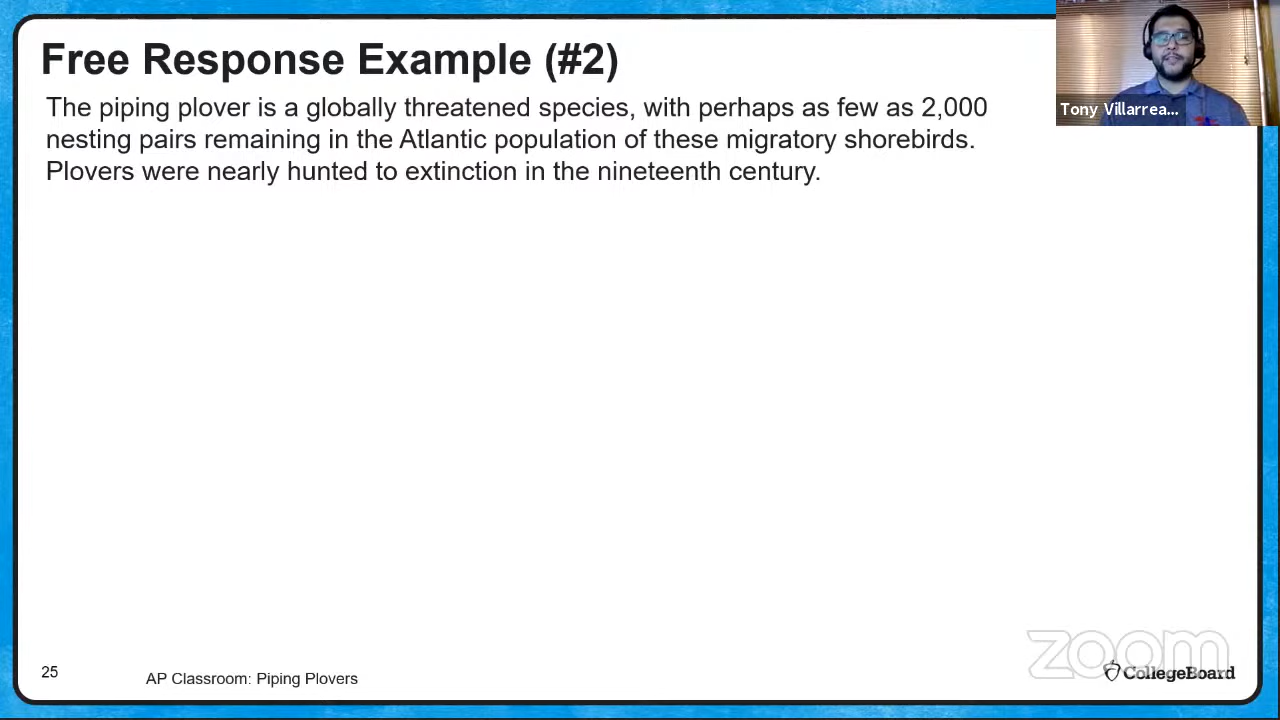 Free Response Example (#2)
The piping plover is a globally threatened species, with perhaps as few as 2,000
nesting pairs remaining in the Atlantic population of these migratory shorebirds.
Plovers were nearly hunted to extinction in the nineteenth century.
Tony Villarrea...
zoom
25
AP Classroom: Piping Plovers
CollegeBoard